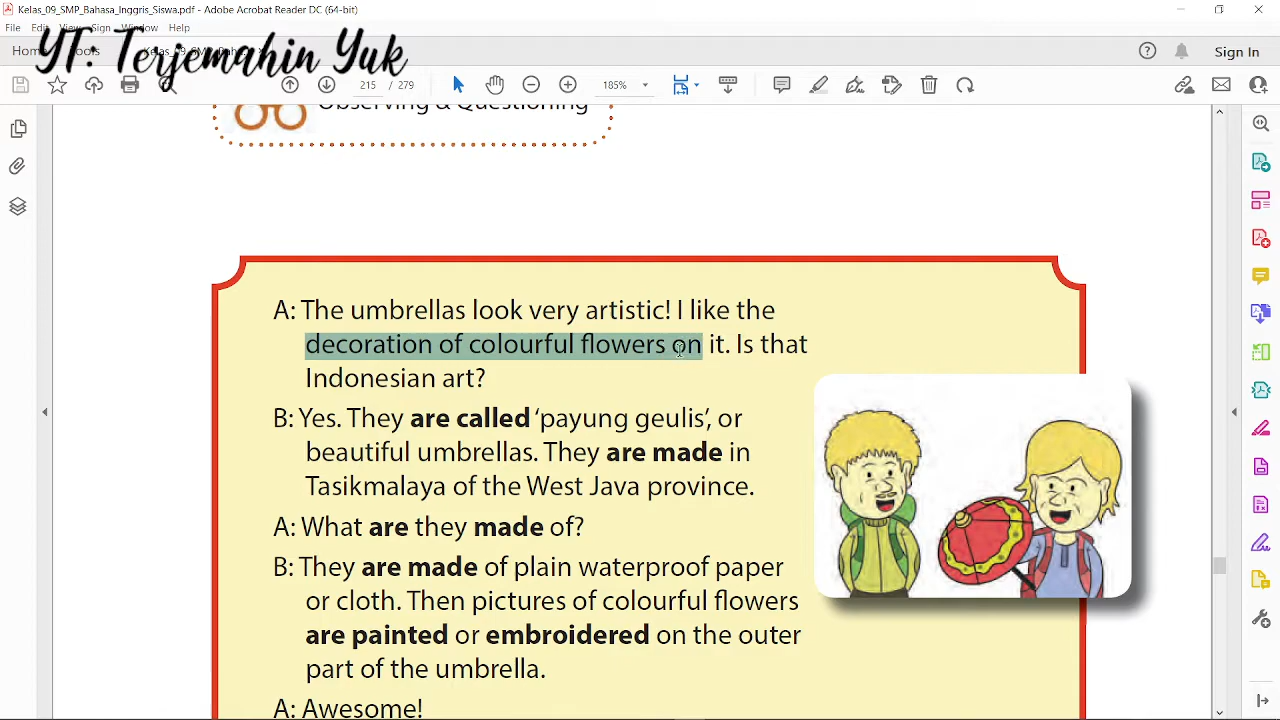 Kelas_09_SMP_Bahasa_Inggris_Siswa.pdf - Adobe Acrobat Reader DC (64-bit)
File Edit View Sign Window Help
YT: Terjemahin Yuk
Home Tools
Sign In
215 / 279
185%
Observing & Questioning
A: The umbrellas look very artistic! I like the
decoration of colourful flowers on it. Is that
Indonesian art?
B: Yes. They are called ‘payung geulis’, or
beautiful umbrellas. They are made in
Tasikmalaya of the West Java province.
A: What are they made of?
B: They are made of plain waterproof paper
or cloth. Then pictures of colourful flowers
are painted or embroidered on the outer
part of the umbrella.
A: Awesome!